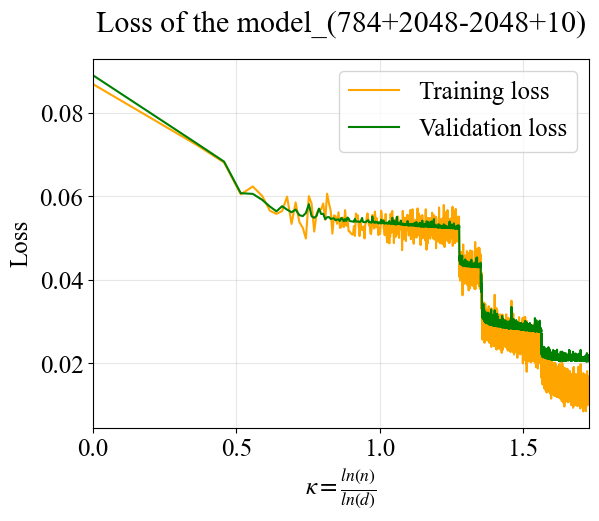 Loss of the model_(784+2048-2048+10)
Training loss
Validation loss
Loss
0.08
0.06
0.04
0.02
0.0 0.5 1.0 1.5
κ = ln(n)/ln(d)